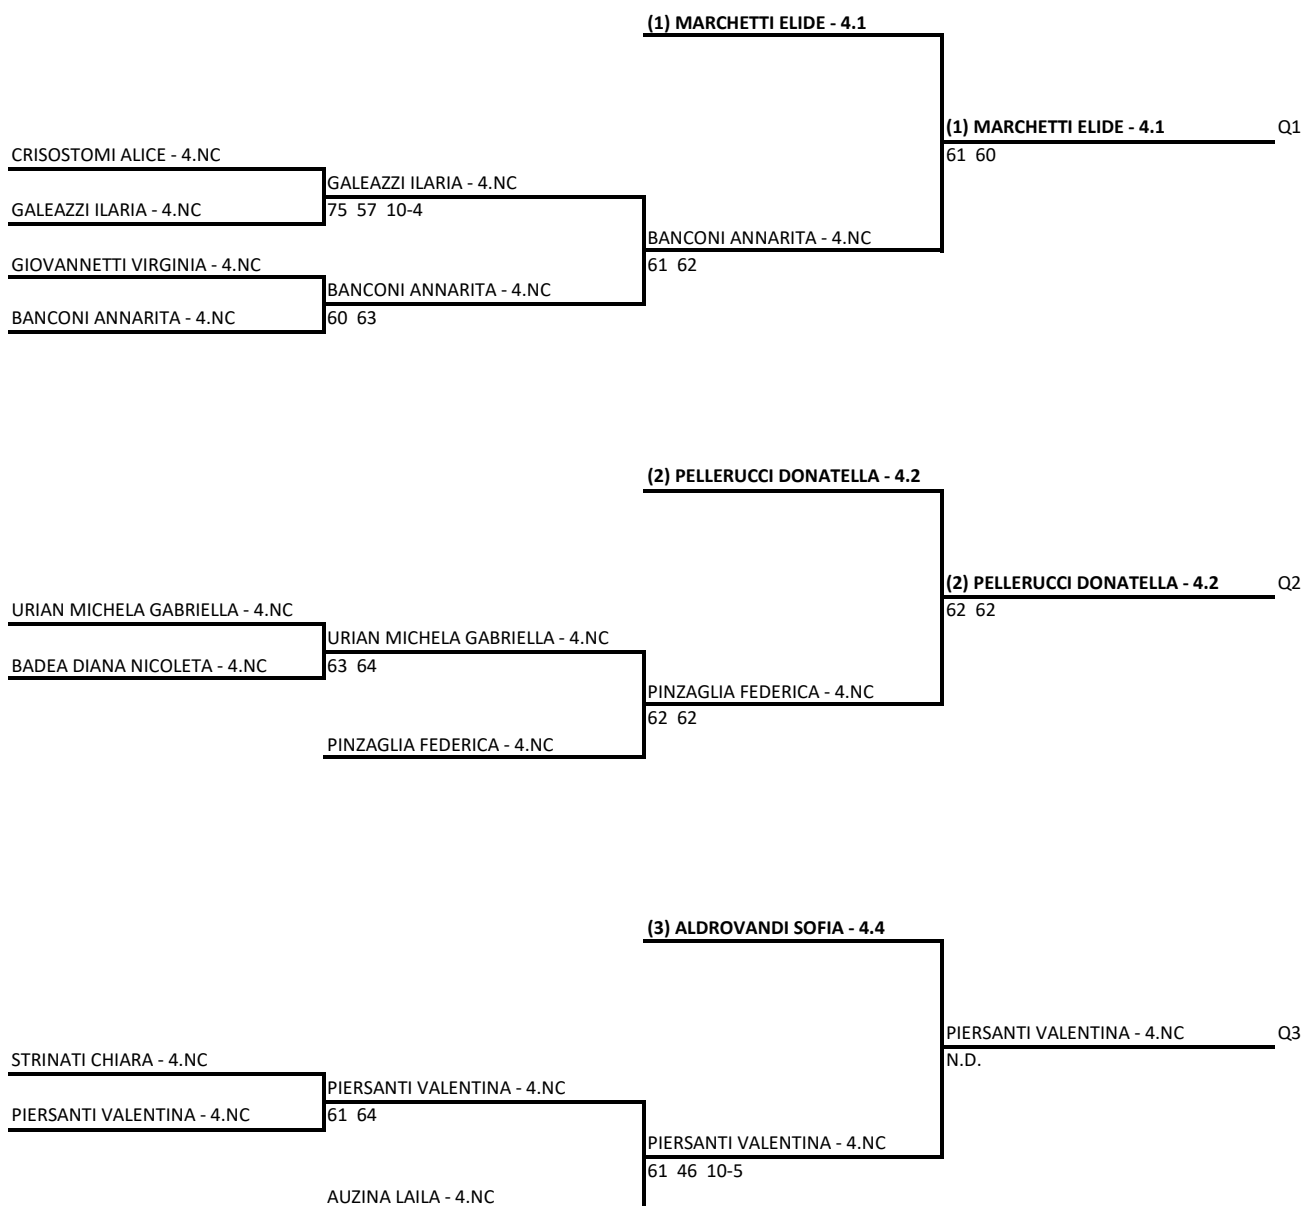 (1) MARCHETTI ELIDE - 4.1
(1) MARCHETTI ELIDE - 4.1 Q1
CRISOSTOMI ALICE - 4.NC 61 60
GALEAZZI ILARIA - 4.NC
GALEAZZI ILARIA - 4.NC 75 57 10-4
BANCONI ANNARITA - 4.NC
GIOVANNETTI VIRGINIA - 4.NC 61 62
BANCONI ANNARITA - 4.NC
BANCONI ANNARITA - 4.NC 60 63
(2) PELLERUCCI DONATELLA - 4.2
(2) PELLERUCCI DONATELLA - 4.2 Q2
URIAN MICHELA GABRIELLA - 4.NC 62 62
URIAN MICHELA GABRIELLA - 4.NC
BADEA DIANA NICOLETA - 4.NC 63 64
PINZAGLIA FEDERICA - 4.NC
62 62
PINZAGLIA FEDERICA - 4.NC
(3) ALDROVANDI SOFIA - 4.4
PIERSANTI VALENTINA - 4.NC Q3
STRINATI CHIARA - 4.NC N.D.
PIERSANTI VALENTINA - 4.NC
PIERSANTI VALENTINA - 4.NC 61 64
PIERSANTI VALENTINA - 4.NC
61 46 10-5
AUZINA LAILA - 4.NC